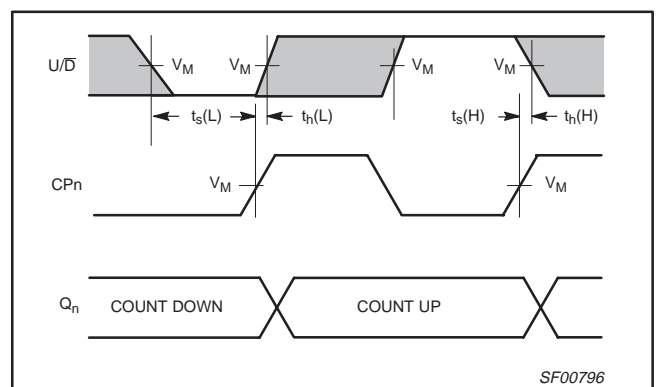 U/D̅ V_M V_M V_M V_M
t_s(L) t_h(L) t_s(H) t_h(H)
CPn V_M V_M
Q_n COUNT DOWN COUNT UP
SF00796